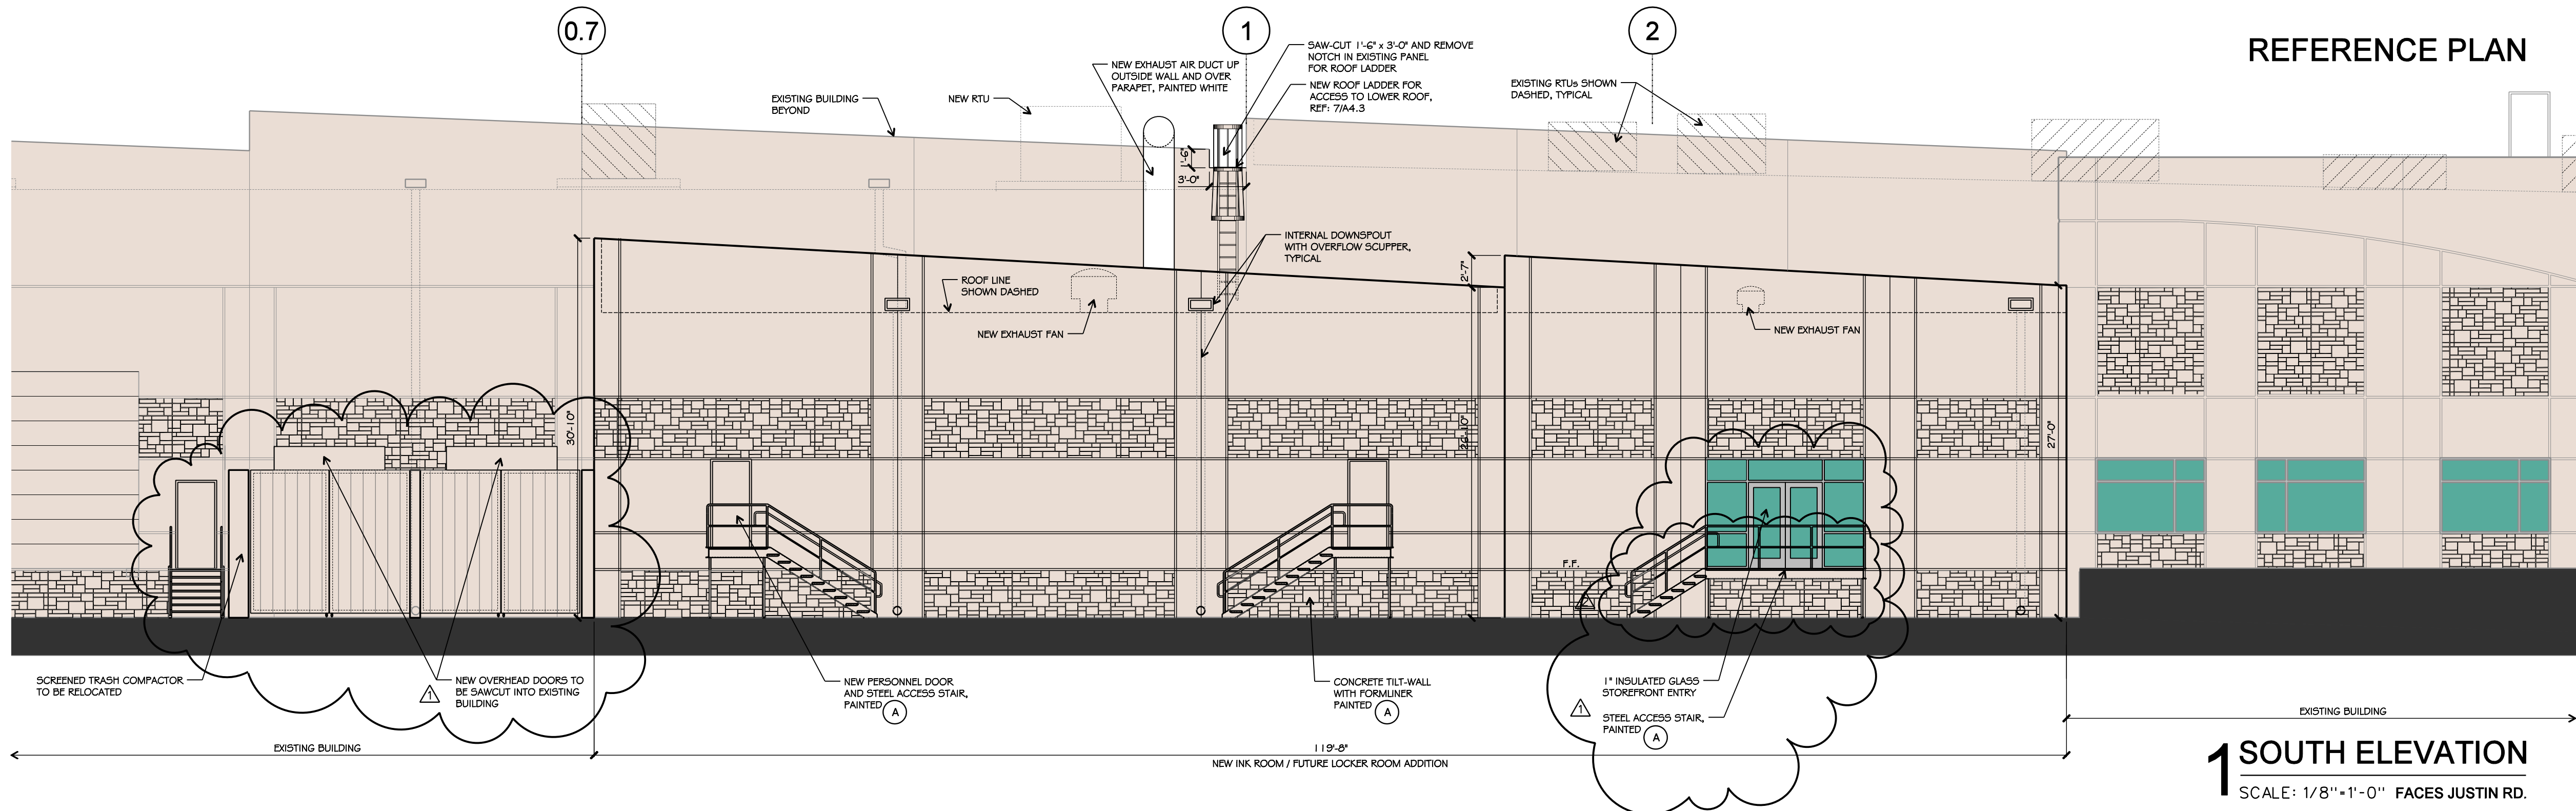 0.7
1
2
REFERENCE PLAN
SAW-CUT 1'-6" x 3'-0" AND REMOVE
NOTCH IN EXISTING PANEL
FOR ROOF LADDER
NEW EXHAUST AIR DUCT UP
OUTSIDE WALL AND OVER
PARAPET, PAINTED WHITE
NEW ROOF LADDER FOR
ACCESS TO LOWER ROOF,
REF: 7/A4.3
EXISTING RTUs SHOWN
DASHED, TYPICAL
EXISTING BUILDING
BEYOND
NEW RTU
1'-6"
3'-0"
INTERNAL DOWNSPOUT
WITH OVERFLOW SCUPPER,
TYPICAL
2'-7"
ROOF LINE
SHOWN DASHED
NEW EXHAUST FAN
NEW EXHAUST FAN
30'-10"
26'-10"
27'-0"
F.F.
SCREENED TRASH COMPACTOR
TO BE RELOCATED
1
NEW OVERHEAD DOORS TO
BE SAWCUT INTO EXISTING
BUILDING
NEW PERSONNEL DOOR
AND STEEL ACCESS STAIR,
PAINTED A
CONCRETE TILT-WALL
WITH FORMLINER
PAINTED A
1" INSULATED GLASS
STOREFRONT ENTRY
1
STEEL ACCESS STAIR,
PAINTED A
EXISTING BUILDING
EXISTING BUILDING
119'-8"
NEW INK ROOM / FUTURE LOCKER ROOM ADDITION
1 SOUTH ELEVATION
SCALE: 1/8"=1'-0" FACES JUSTIN RD.